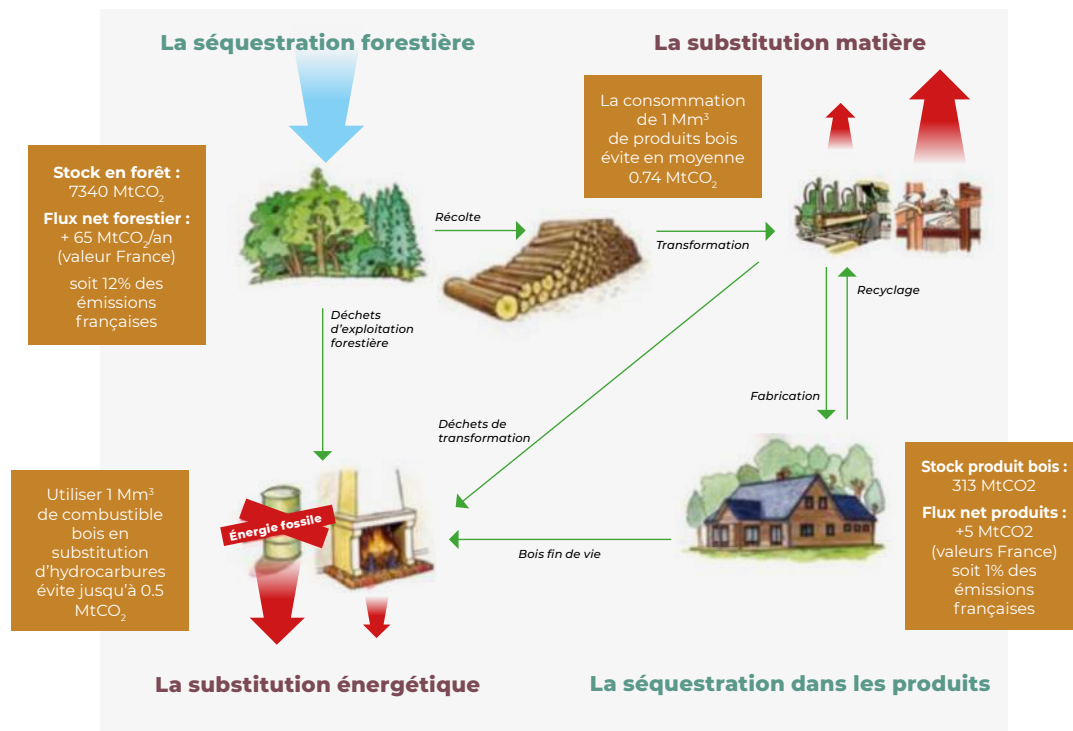 La séquestration forestière
La substitution matière
La consommation
de 1 Mm³
de produits bois
évite en moyenne
0.74 MtCO₂
Stock en forêt :
7340 MtCO₂
Flux net forestier :
+ 65 MtCO₂/an
(valeur France)
soit 12% des
émissions
françaises
Récolte
Transformation
Recyclage
Déchets
d’exploitation
forestière
Fabrication
Déchets de
transformation
Stock produit bois :
313 MtCO2
Flux net produits :
+5 MtCO2
(valeurs France)
soit 1% des
émissions
françaises
Utiliser 1 Mm³
de combustible
bois en
substitution
d’hydrocarbures
évite jusqu’à 0.5
MtCO₂
Énergie fossile
Bois fin de vie
La substitution énergétique
La séquestration dans les produits